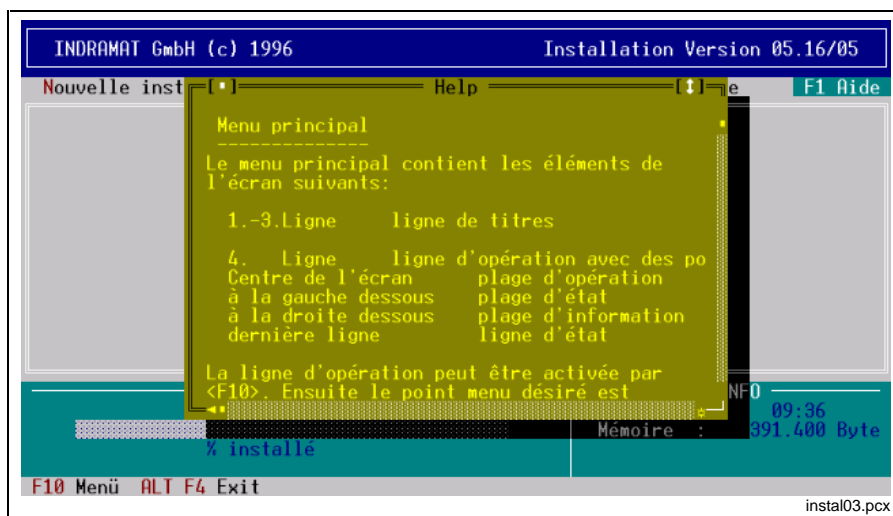 INDRAMAT GmbH (c) 1996 Installation Version 05.16/05
Nouvelle inst e F1 Aide
Help
Menu principal
--------------
Le menu principal contient les éléments de
l'écran suivants:
1.-3.Ligne ligne de titres
4. Ligne ligne d'opération avec des po
Centre de l'écran plage d'opération
à la gauche dessous plage d'état
à la droite dessous plage d'information
dernière ligne ligne d'état
La ligne d'opération peut être activée par
<F10>. Ensuite le point menu désiré est
NFO
09:36
Mémoire : 391.400 Byte
% installé
F10 Menü ALT F4 Exit
instal03.pcx